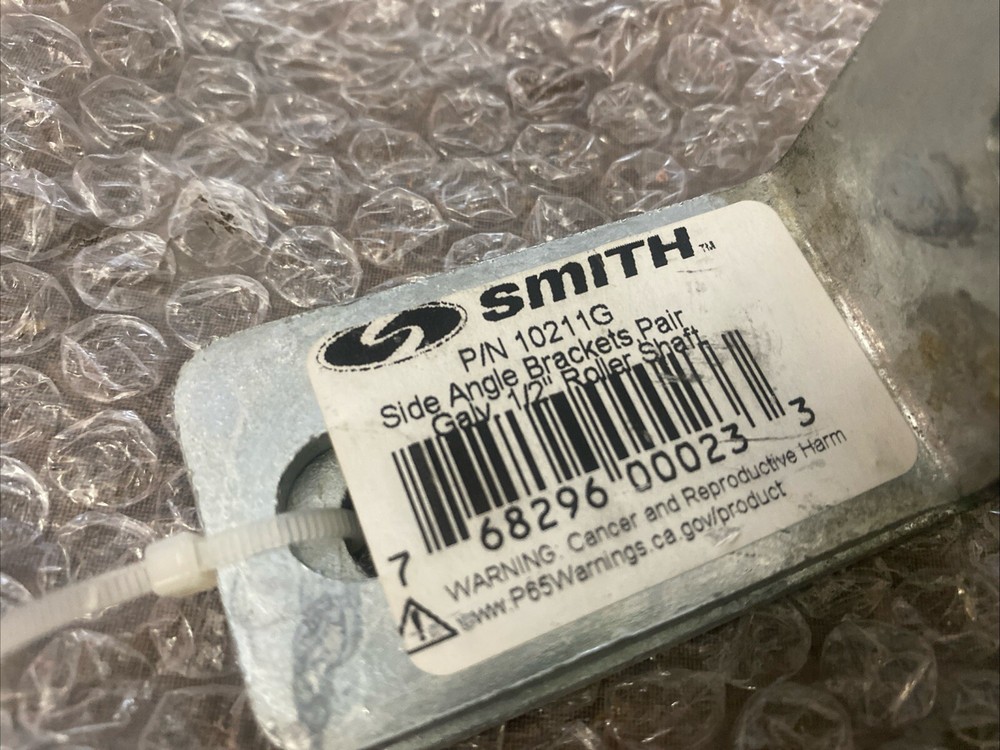 SMITH™
P/N 10211G
Side Angle Brackets, Pair
Galv, 1/2" Roller Shaft
7 68296 00023 3
WARNING: Cancer and Reproductive Harm
www.P65Warnings.ca.gov/product